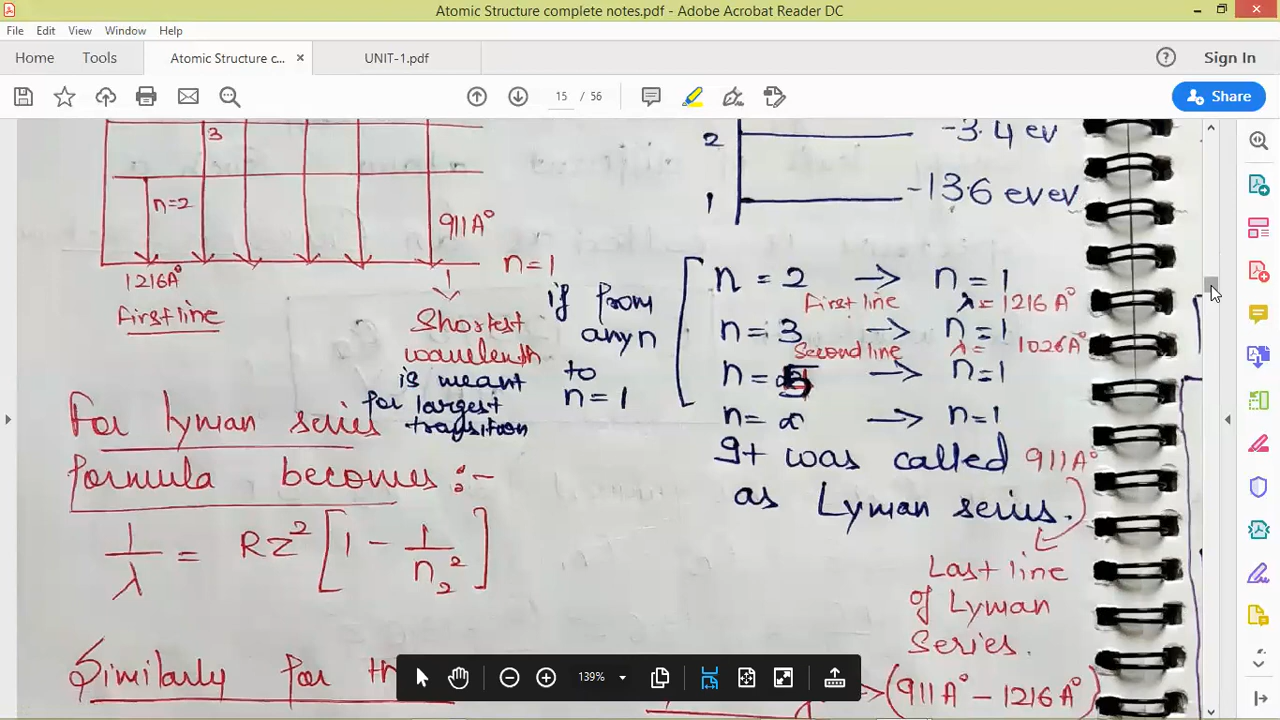 Atomic Structure complete notes.pdf - Adobe Acrobat Reader DC
File Edit View Window Help
Home Tools Atomic Structure c... × UNIT-1.pdf Sign In
15 / 56 Share
3
n=2
911A°
1216A°
First line
n=1
Shortest
wavelength
is meant
for largest
transition
2 -3.4 ev
1 -13.6 ev ev
if from
any n
to
n=1
n = 2 → n = 1
First line λ = 1216 A°
n = 3 → n = 1
Second line λ = 1026A°
n = → n = 1
n = ∝ → n=1
It was called 911A°
as Lyman series.
Last line
of Lyman
Series.
(911A° - 1216A°)
For lyman series
formula becomes :-
1/λ = RZ² [1 - 1/n₂²]
Similarly for
139%